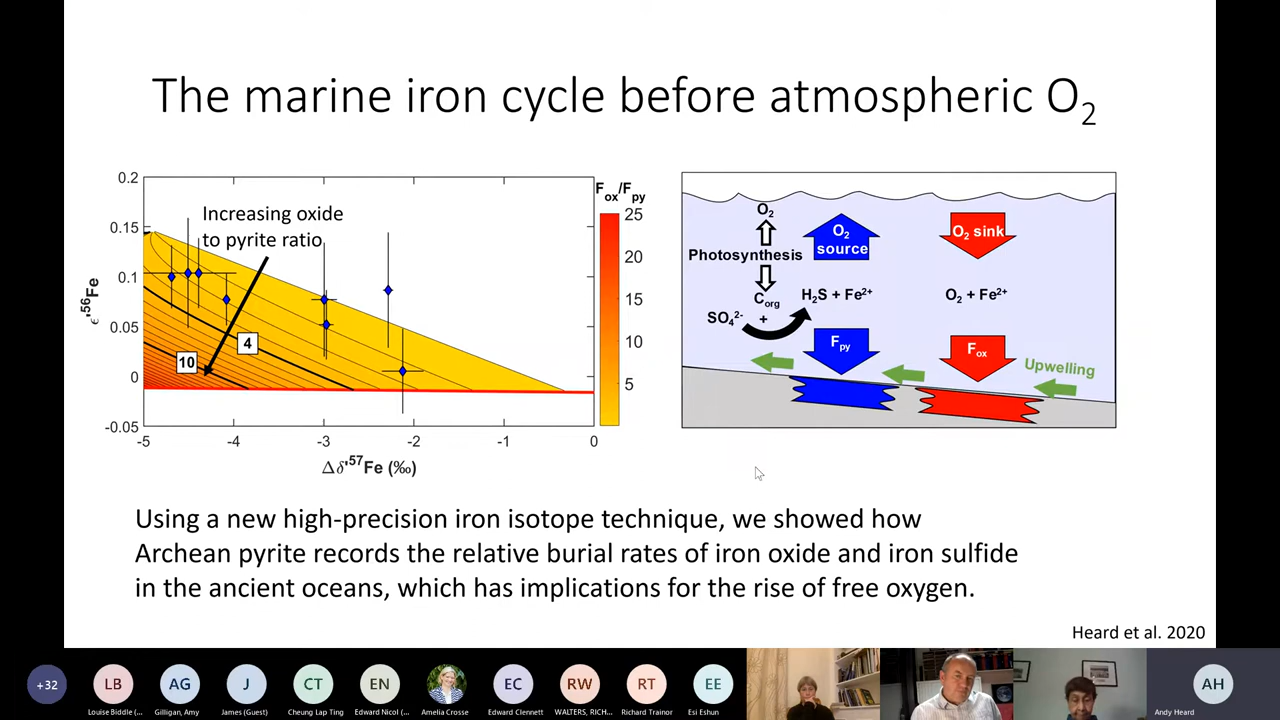 The marine iron cycle before atmospheric O₂
0.2
0.15
0.1
0.05
0
-0.05
ε'⁵⁶Fe
-5
-4
-3
-2
-1
0
Δδ'⁵⁷Fe (‰)
Increasing oxide
to pyrite ratio
4
10
Fox/Fpy
25
20
15
10
5
O₂
Photosynthesis
Corg
SO₄²⁻ +
O₂
source
H₂S + Fe²⁺
Fpy
O₂ sink
O₂ + Fe²⁺
Fox
Upwelling
Using a new high-precision iron isotope technique, we showed how
Archean pyrite records the relative burial rates of iron oxide and iron sulfide
in the ancient oceans, which has implications for the rise of free oxygen.
Heard et al. 2020
+32
LB
Louise Biddle (...
AG
Gilligan, Amy
J
James (Guest)
CT
Cheung Lap Ting
EN
Edward Nicol (...
Amelia Crosse
EC
Edward Clennett
RW
WALTERS, RICH...
RT
Richard Trainor
EE
Esi Eshun
AH
Andy Heard